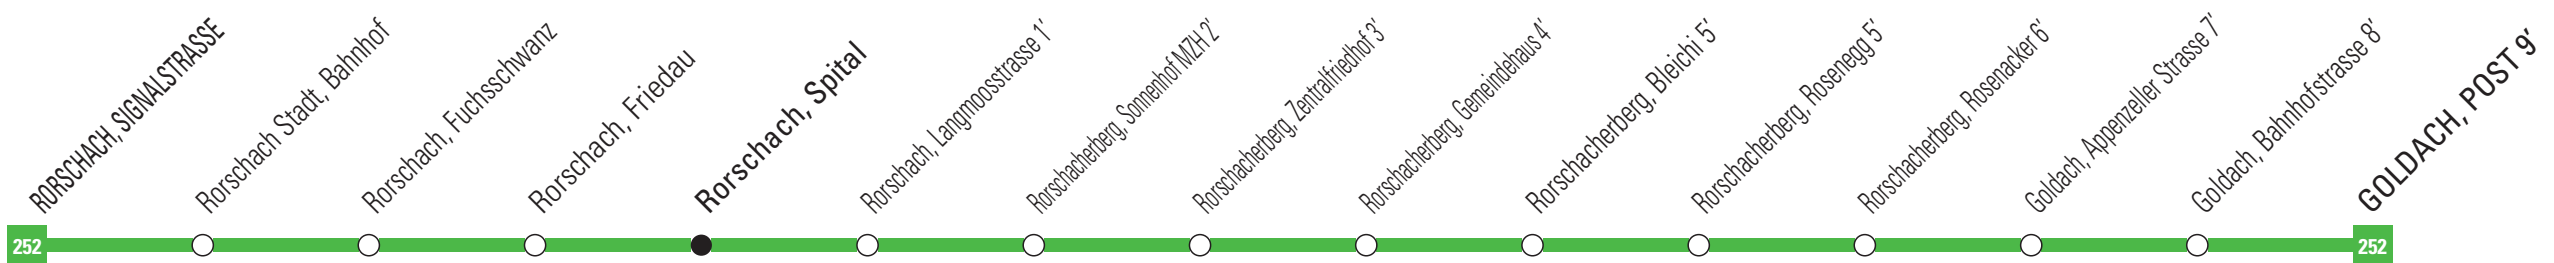 RORSCHACH, SIGNALSTRASSE
Rorschach Stadt, Bahnhof
Rorschach, Fuchsschwanz
Rorschach, Friedau
Rorschach, Spital
Rorschach, Langmoosstrasse 1'
Rorschacherberg, Sonnenhof MZH 2'
Rorschacherberg, Zentralfriedhof 3'
Rorschacherberg, Gemeindehaus 4'
Rorschacherberg, Bleichi 5'
Rorschacherberg, Rosenegg 5'
Rorschacherberg, Rosenacker 6'
Goldach, Appenzeller Strasse 7'
Goldach, Bahnhofstrasse 8'
GOLDACH, POST 9'
252
252